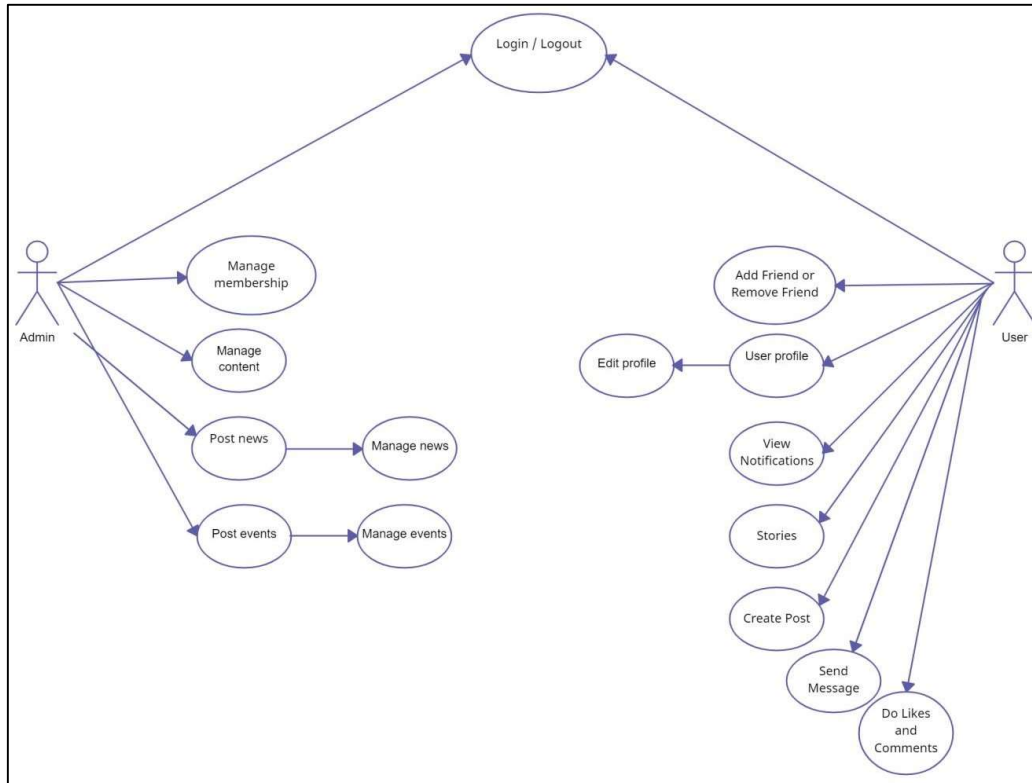 Login / Logout
Manage
membership
Add Friend or
Remove Friend
Admin
User
Manage
content
Edit profile
User profile
Post news
Manage news
View
Notifications
Post events
Manage events
Stories
Create Post
Send
Message
Do Likes
and
Comments